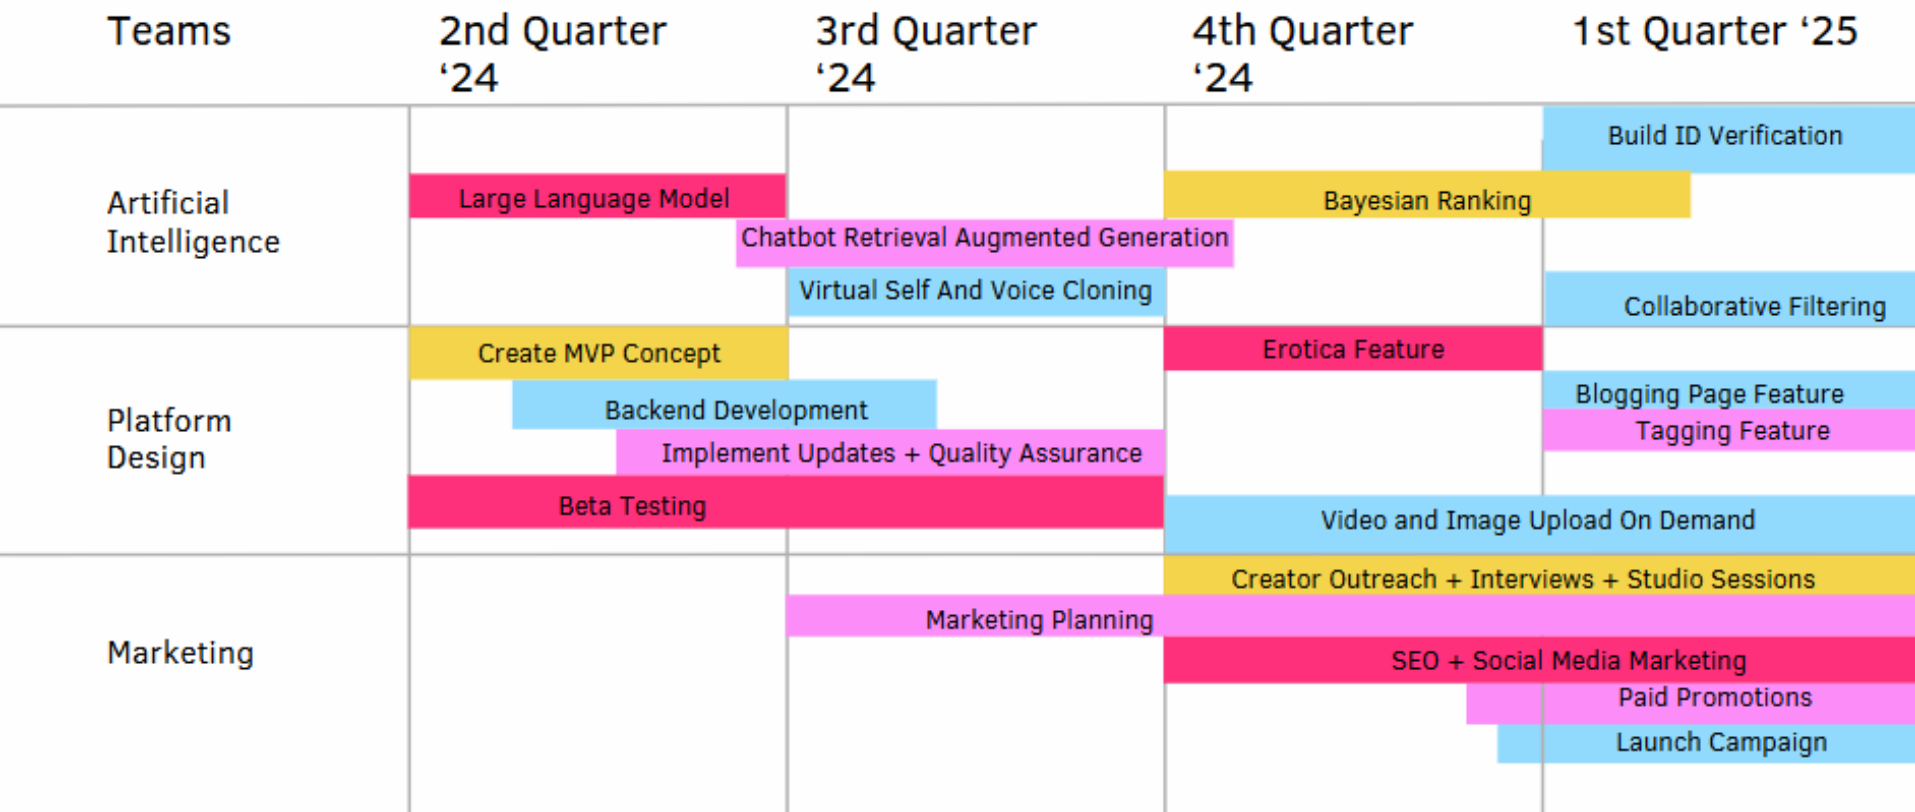 Teams
2nd Quarter
‘24
3rd Quarter
‘24
4th Quarter
‘24
1st Quarter ‘25
Artificial
Intelligence
Build ID Verification
Large Language Model
Bayesian Ranking
Chatbot Retrieval Augmented Generation
Virtual Self And Voice Cloning
Collaborative Filtering
Platform
Design
Create MVP Concept
Erotica Feature
Backend Development
Blogging Page Feature
Tagging Feature
Implement Updates + Quality Assurance
Beta Testing
Video and Image Upload On Demand
Marketing
Creator Outreach + Interviews + Studio Sessions
Marketing Planning
SEO + Social Media Marketing
Paid Promotions
Launch Campaign